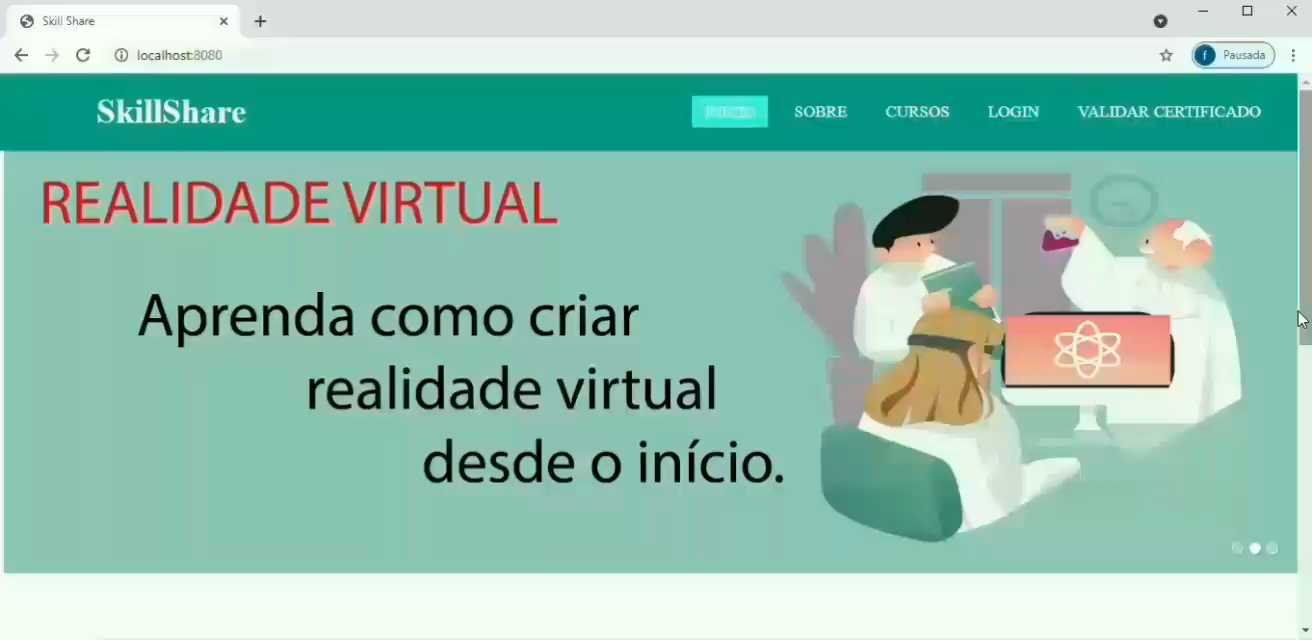 Skill Share
localhost:8080
f Pausada
SkillShare
INÍCIO SOBRE CURSOS LOGIN VALIDAR CERTIFICADO
REALIDADE VIRTUAL
Aprenda como criar
realidade virtual
desde o início.